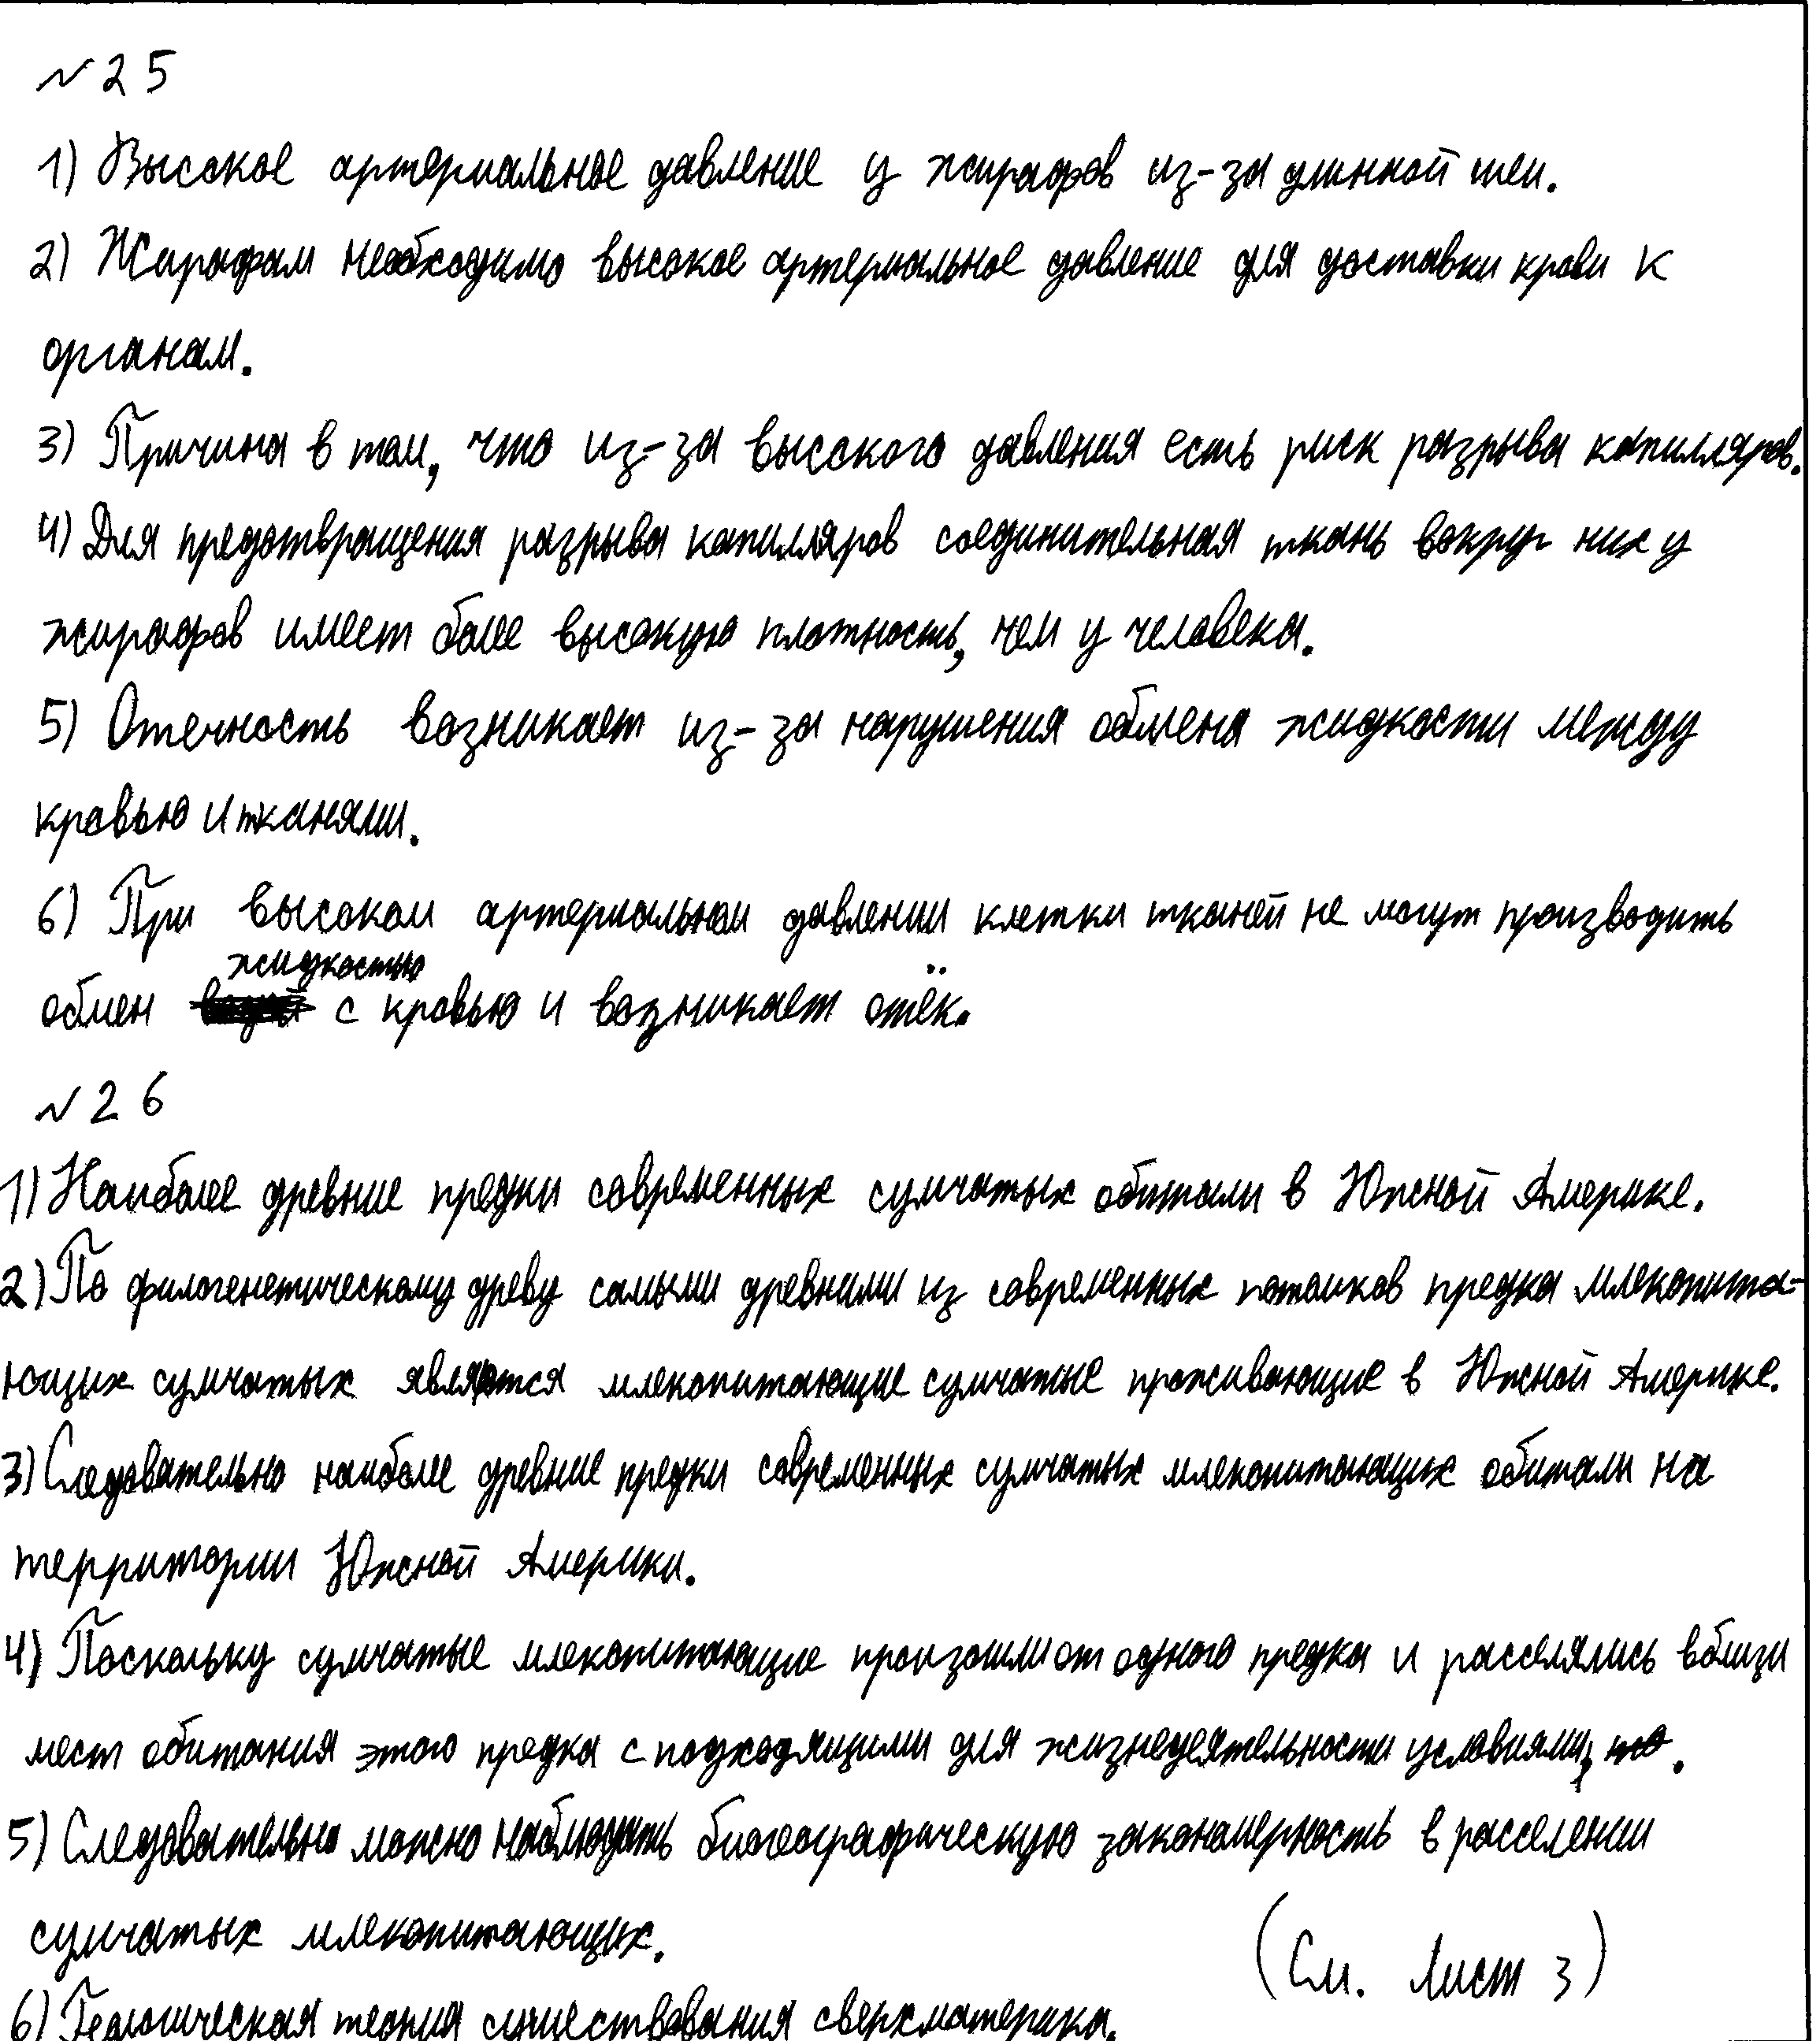 №25
1) Высокое артериальное давление у жирафов из-за длинной шеи.
2) Жирафам необходимо высокое артериальное давление для доставки крови к
органам.
3) Причина в том, что из-за высокого давления есть риск разрыва капилляров.
4) Для предотвращения разрыва капилляров соединительная ткань вокруг них у
жирафов имеет более высокую плотность, чем у человека.
5) Отечность возникает из-за нарушения обмена жидкости между
кровью и тканями.
6) При высоком артериальном давлении клетки тканей не могут производить
обмен жидкостью с кровью и возникает отёк.
№26
1) Наиболее древние предки современных сумчатых обитали в Южной Америке.
2) По филогенетическому древу самыми древними из современных потомков предка млекопита-
ющих сумчатых являются млекопитающие сумчатые проживающие в Южной Америке.
3) Следовательно наиболее древние предки современных сумчатых млекопитающих обитали на
территории Южной Америки.
4) Поскольку сумчатые млекопитающие произошли от одного предка и расселялись вблизи
мест обитания этого предка с подходящими для жизнедеятельности условиями, то.
5) Следовательно можно наблюдать биогеографическую закономерность в расселении
сумчатых млекопитающих.
(См. Лист 3)
6) Геологическая теория существования сверхматерика.